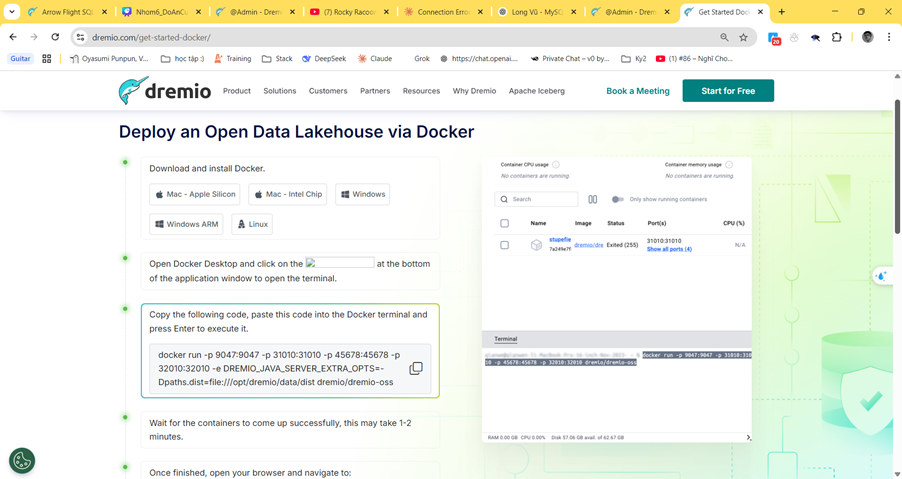 Arrow Flight SQ
Nhom6_DoAnC
@Admin - Drem
(7) Rocky Racoo
Connection Erro
Long Vũ - MySQ
@Admin - Drem
Get Started Doc
dremio.com/get-started-docker/
20
Guitar
Oyasumi Punpun, V...
học tập :)
Training
Stack
DeepSeek
Claude
Grok
https://chat.openai....
Private Chat – v0 by...
Ky2
(1) #86 – Nghĩ Cho...
dremio
Product
Solutions
Customers
Partners
Resources
Why Dremio
Apache Iceberg
Book a Meeting
Start for Free
Deploy an Open Data Lakehouse via Docker
Download and install Docker.
Mac - Apple Silicon
Mac - Intel Chip
Windows
Windows ARM
Linux
Open Docker Desktop and click on the at the bottom
of the application window to open the terminal.
Copy the following code, paste this code into the Docker terminal and
press Enter to execute it.
docker run -p 9047:9047 -p 31010:31010 -p 45678:45678 -p
32010:32010 -e DREMIO_JAVA_SERVER_EXTRA_OPTS=-
Dpaths.dist=file:///opt/dremio/data/dist dremio/dremio-oss
Wait for the containers to come up successfully, this may take 1-2
minutes.
Once finished, open your browser and navigate to:
Container CPU usage
No containers are running.
Container memory usage
No containers are running.
Search
Only show running containers
Name
Image
Status
Port(s)
CPU (%)
stupefie
7a249e7f
dremio/dre
Exited (255)
31010:31010
Show all ports (4)
N/A
Terminal
docker run -p 9047:9047 -p 31010:310
10 -p 45678:45678 -p 32010:32010 dremio/dremio-oss
RAM 0.00 GB CPU 0.00% Disk 57.06 GB avail. of 62.67 GB